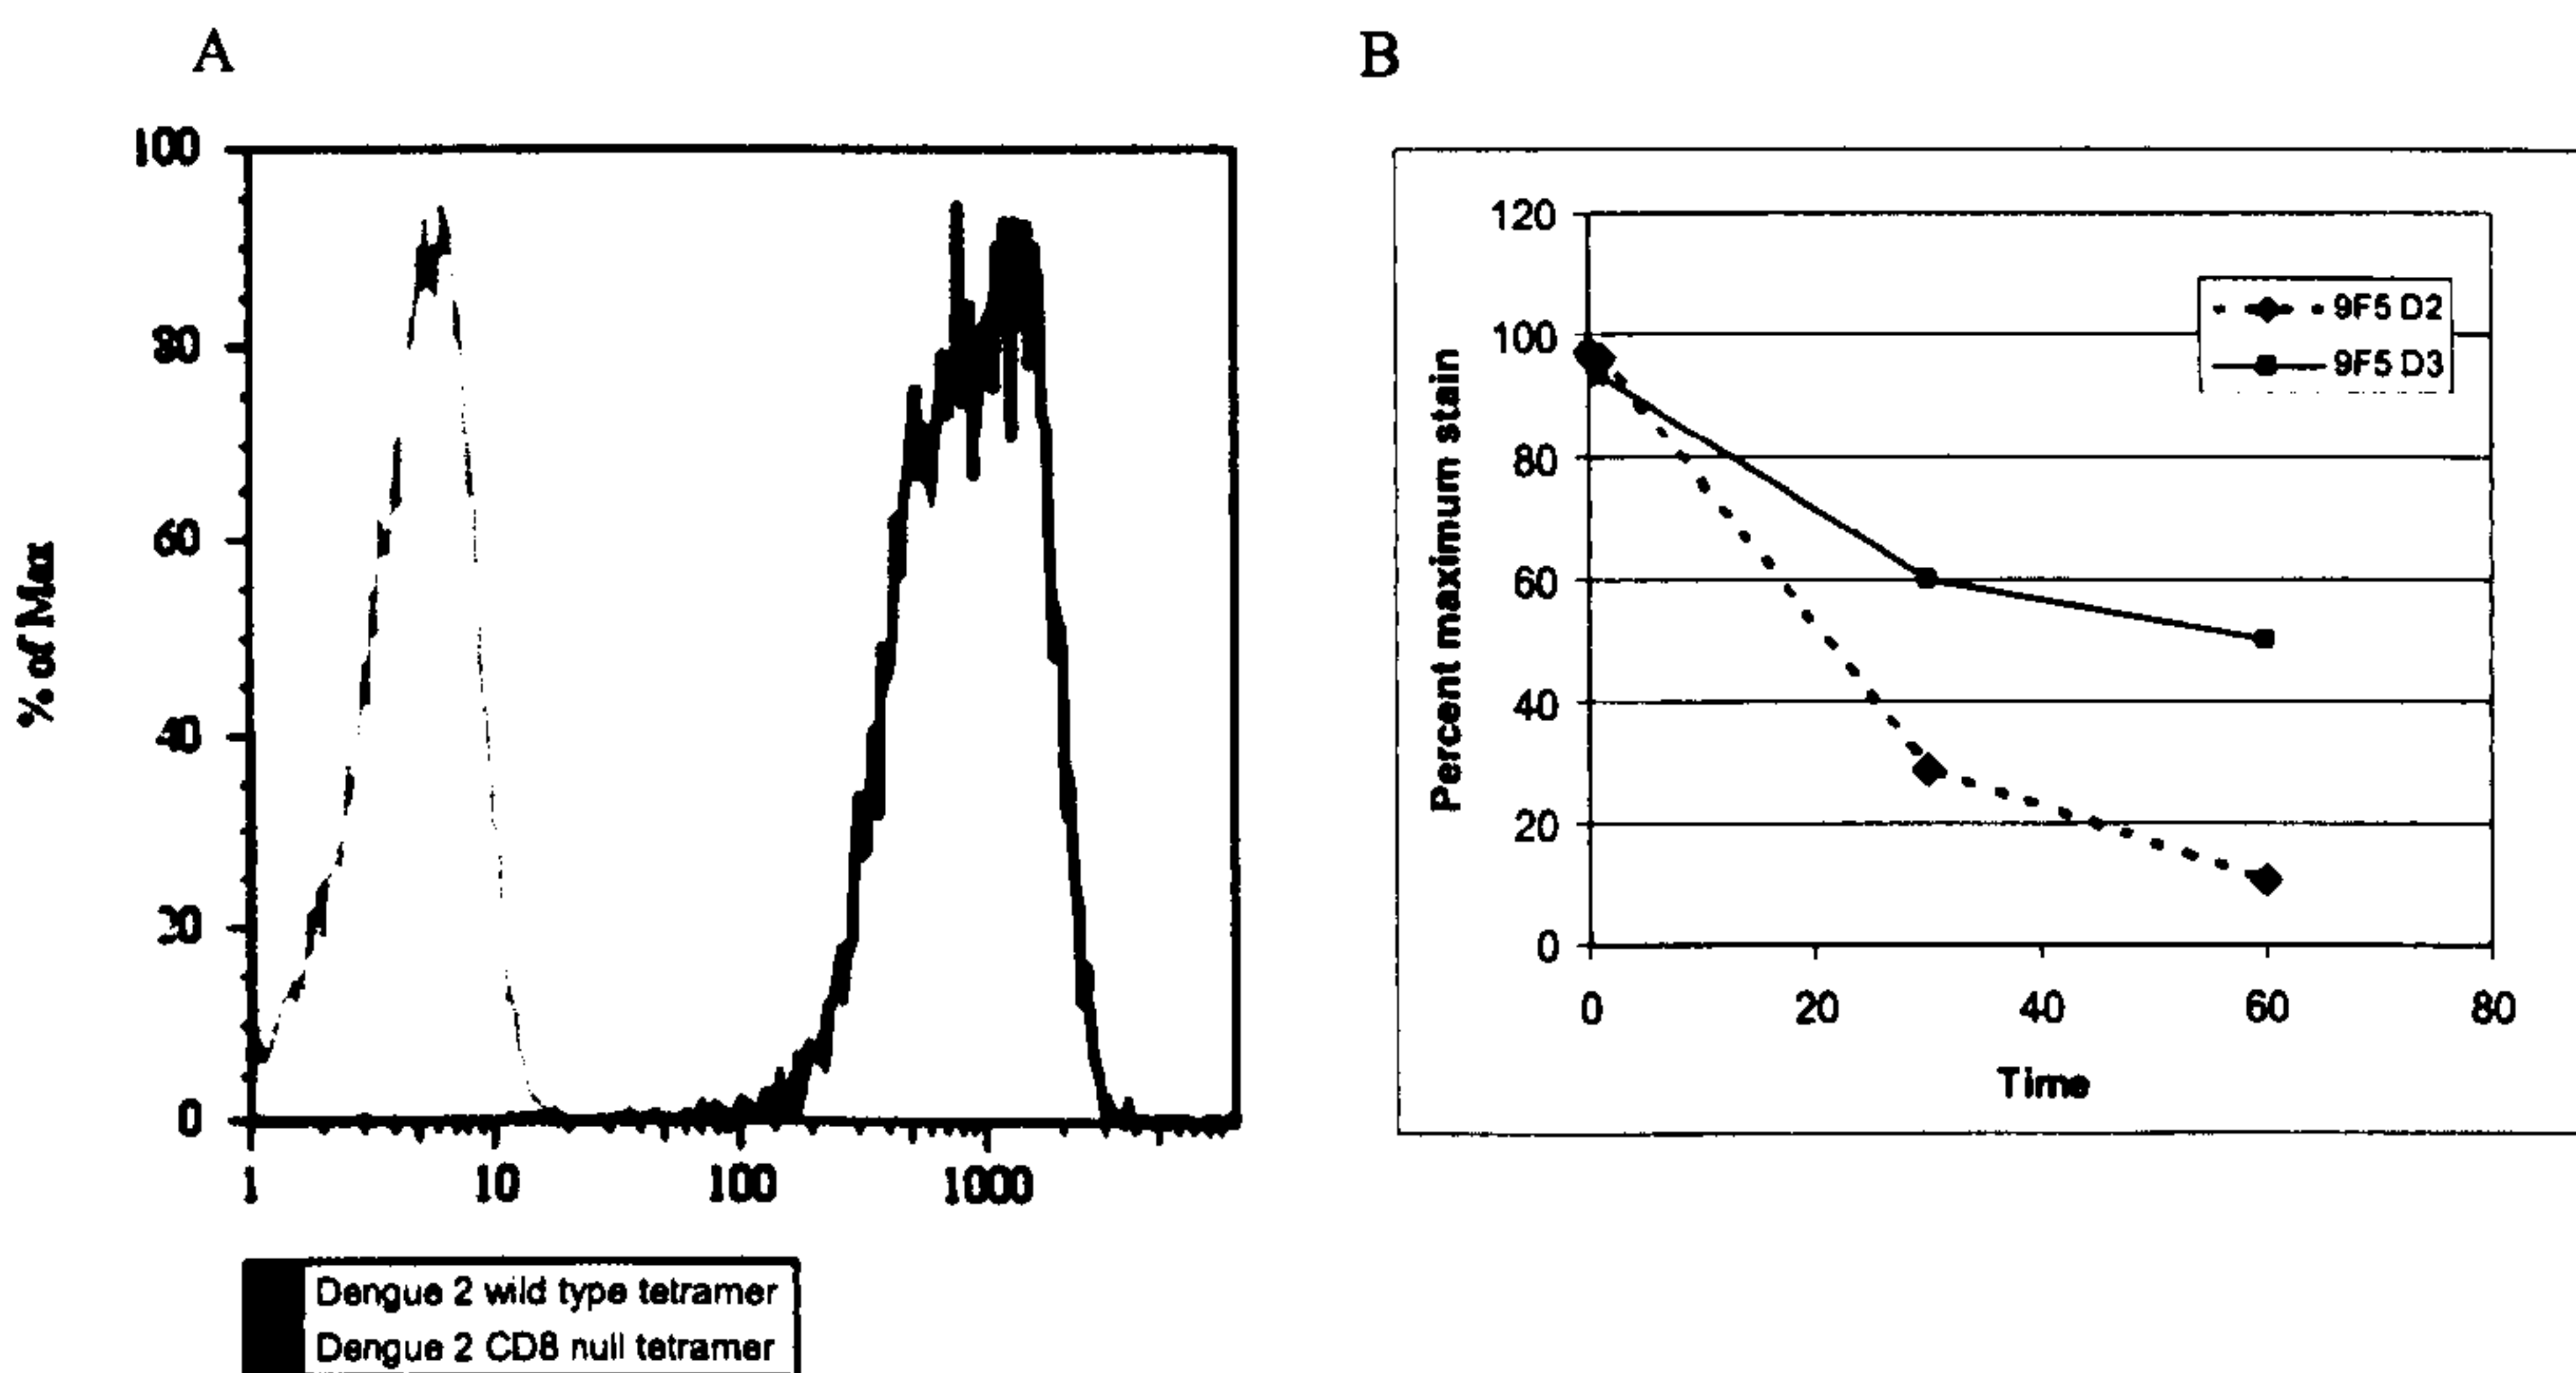 A
B
% of Max
100
80
60
40
20
0
1
10
100
1000
Dengue 2 wild type tetramer
Dengue 2 CD8 null tetramer
Percent maximum stain
120
100
80
60
40
20
0
0
20
40
60
80
Time
9F5 D2
9F5 D3